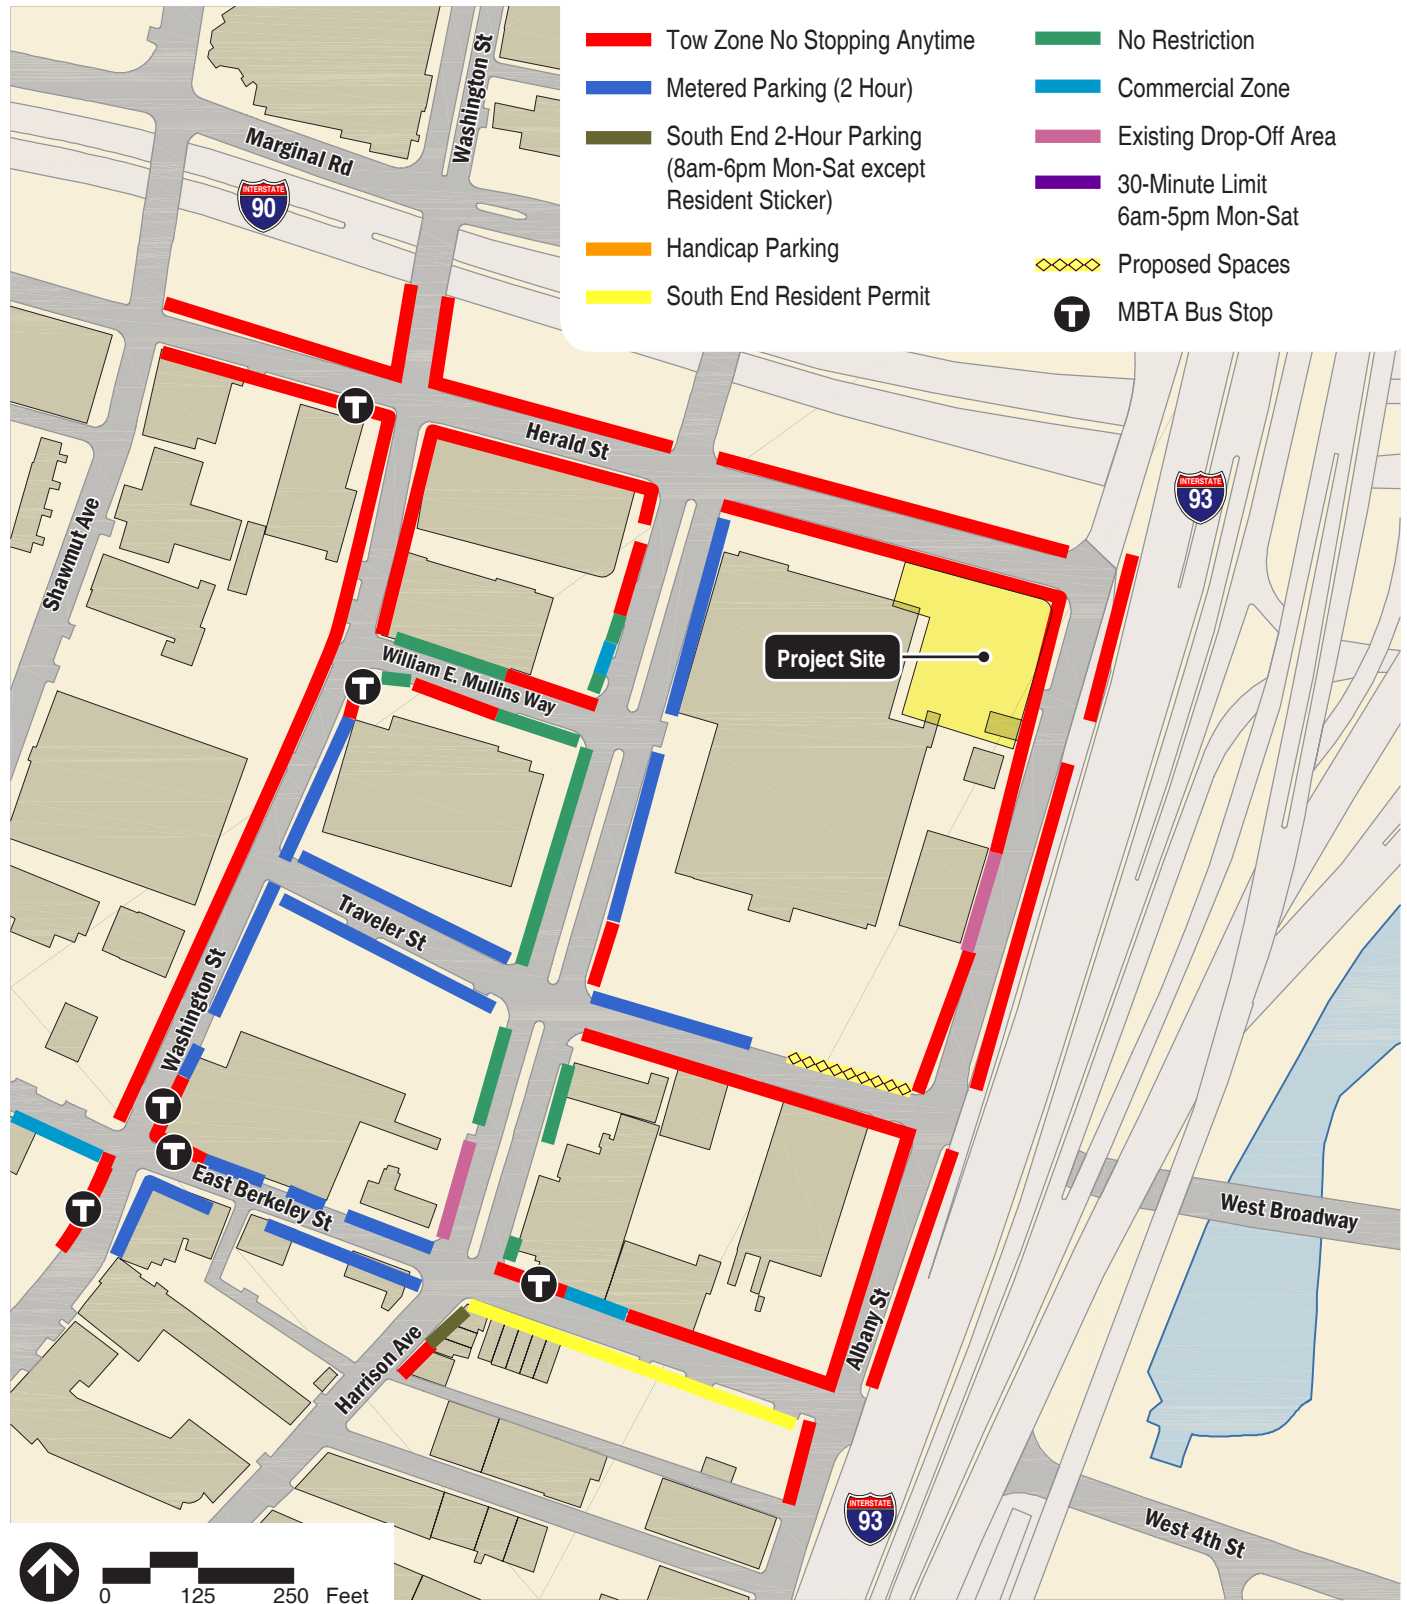 Tow Zone No Stopping Anytime
Metered Parking (2 Hour)
South End 2-Hour Parking
(8am-6pm Mon-Sat except
Resident Sticker)
Handicap Parking
South End Resident Permit
No Restriction
Commercial Zone
Existing Drop-Off Area
30-Minute Limit
6am-5pm Mon-Sat
Proposed Spaces
T
MBTA Bus Stop
Washington St
Marginal Rd
INTERSTATE
90
T
Herald St
INTERSTATE
93
Shawmut Ave
William E. Mullins Way
Project Site
T
Traveler St
Washington St
T
T
East Berkeley St
T
West Broadway
T
Albany St
Harrison Ave
INTERSTATE
93
West 4th St
0 125 250 Feet